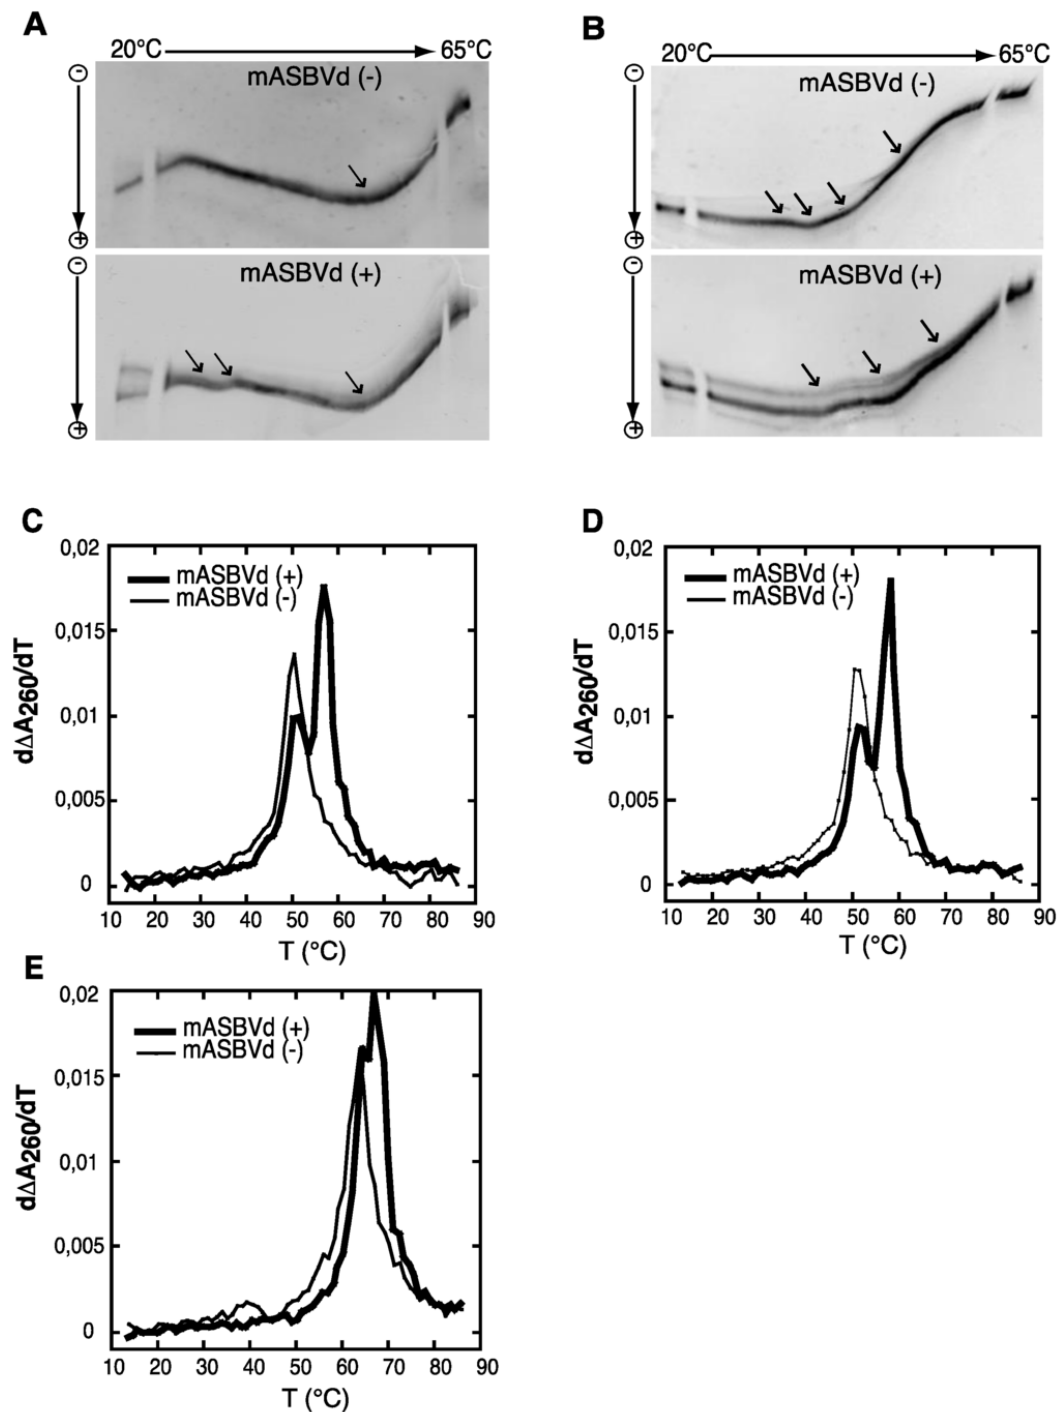 A
B
20°C 65°C
20°C 65°C
mASBVd (-)
mASBVd (-)
mASBVd (+)
mASBVd (+)
C
D
0,02
0,015
0,01
0,005
0
mASBVd (+)
mASBVd (-)
dΔA260/dT
10 20 30 40 50 60 70 80 90
T (°C)
0,02
0,015
0,01
0,005
0
mASBVd (+)
mASBVd (-)
dΔA260/dT
10 20 30 40 50 60 70 80 90
T (°C)
E
0,02
0,015
0,01
0,005
0
mASBVd (+)
mASBVd (-)
dΔA260/dT
10 20 30 40 50 60 70 80 90
T (°C)